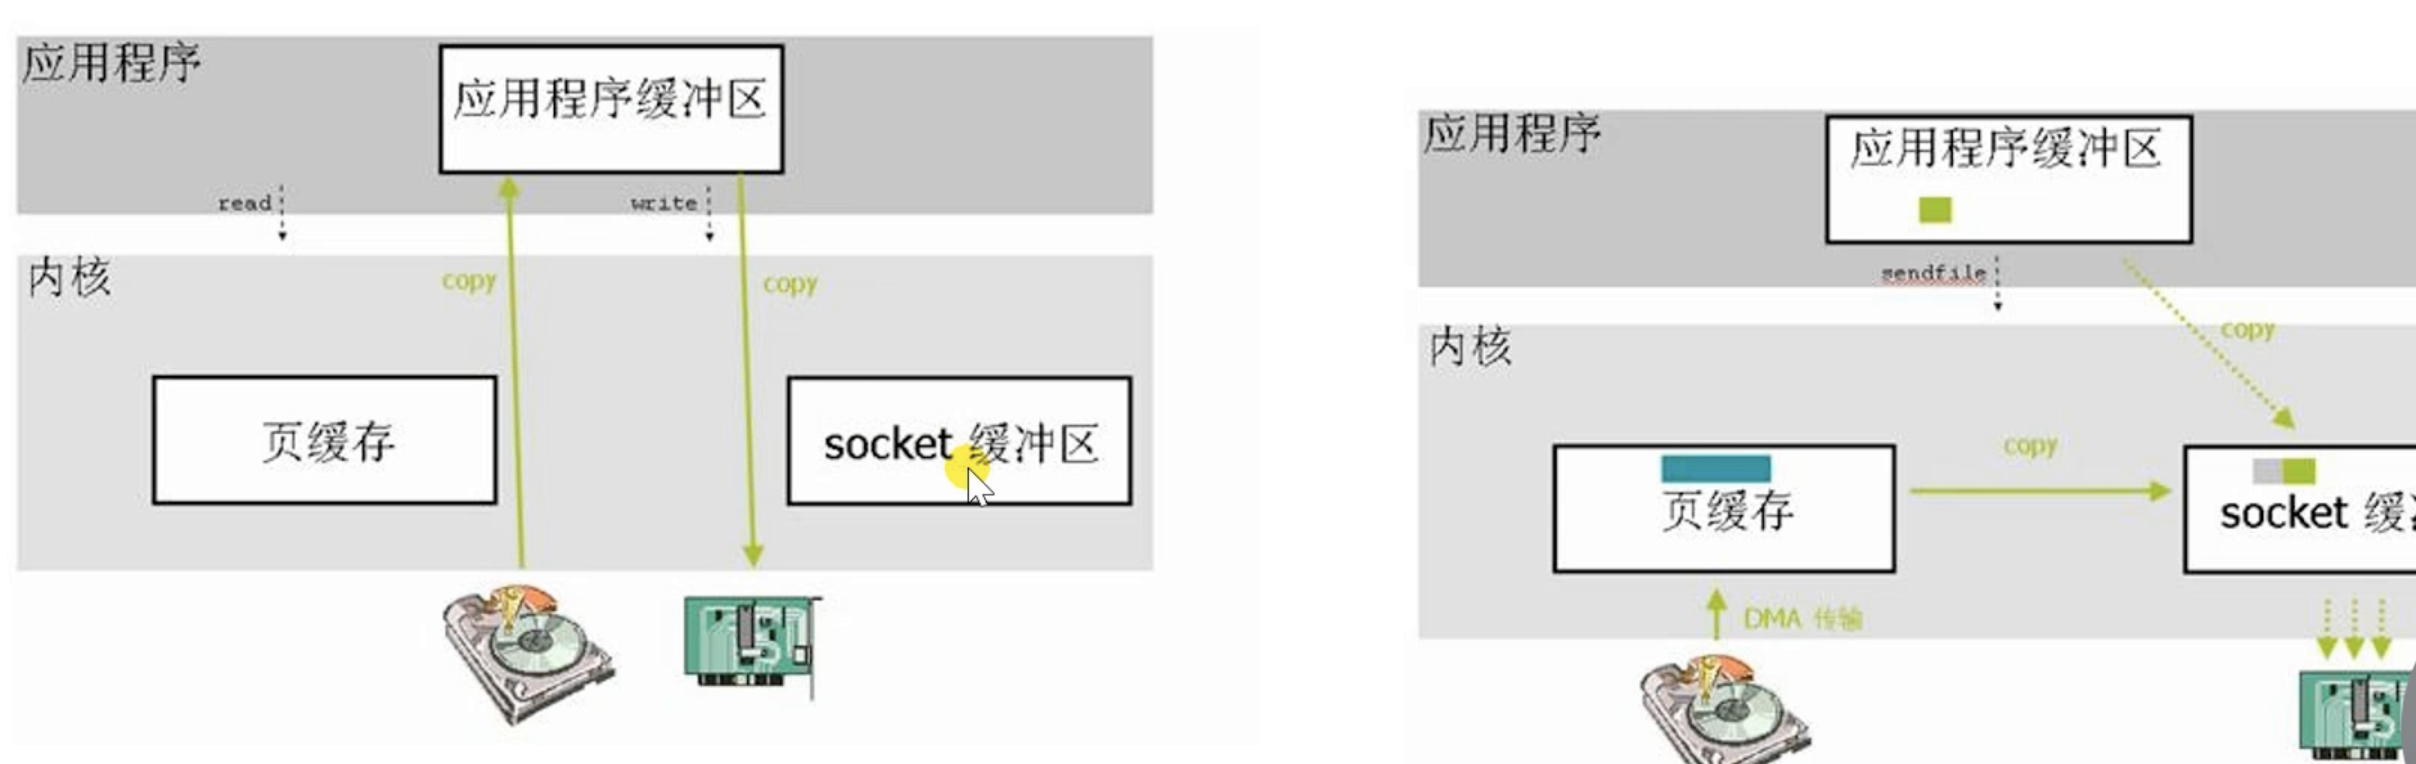 应用程序
应用程序缓冲区
read
write
内核
copy
copy
页缓存
socket 缓冲区
应用程序
应用程序缓冲区
sendfile
copy
内核
copy
页缓存
socket 缓
DMA 传输